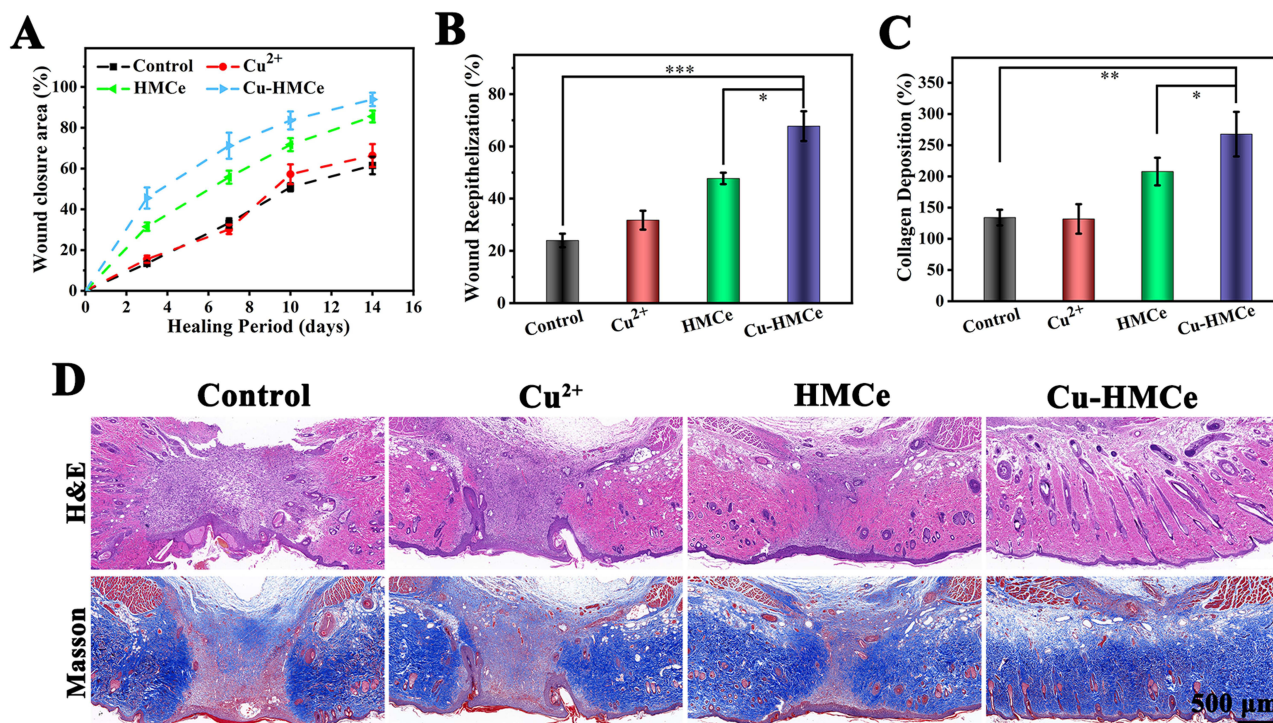 A
Wound closure area (%)
100
80
60
40
20
0
Control
Cu²⁺
HMCe
Cu-HMCe
0 2 4 6 8 10 12 14 16
Healing Period (days)
B
Wound Reepithelization (%)
80
60
40
20
0
***
*
Control Cu²⁺ HMCe Cu-HMCe
C
Collagen Deposition (%)
350
300
250
200
150
100
50
0
**
*
Control Cu²⁺ HMCe Cu-HMCe
D
Control Cu²⁺ HMCe Cu-HMCe
H&E
Masson
500 μm